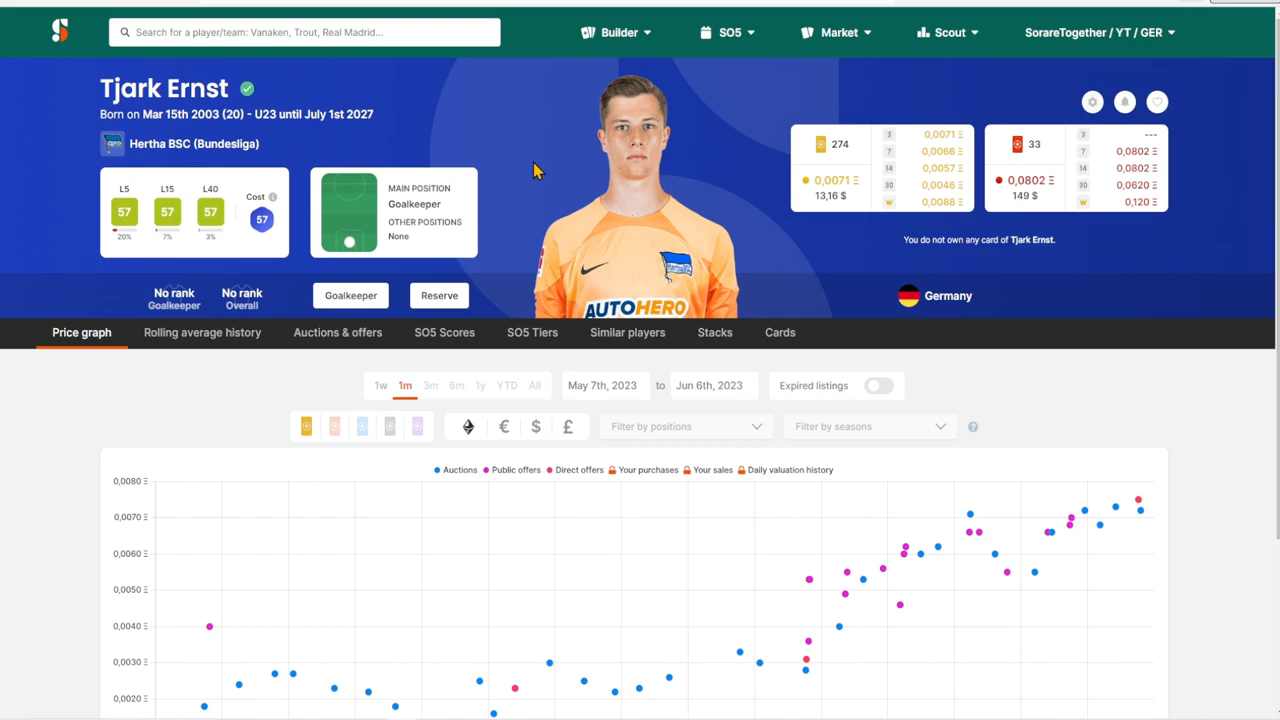 Search for a player/team: Vanaken, Trout, Real Madrid...
Builder
SO5
Market
Scout
SorareTogether / YT / GER
Tjark Ernst
Born on Mar 15th 2003 (20) - U23 until July 1st 2027
Hertha BSC (Bundesliga)
L5 L15 L40 Cost
57 57 57 57
20% 7% 3%
MAIN POSITION
Goalkeeper
OTHER POSITIONS
None
274
0,0071 Ξ
13,16 $
3 0,0071 Ξ
7 0,0066 Ξ
14 0,0057 Ξ
30 0,0046 Ξ
W 0,0088 Ξ
33
0,0802 Ξ
149 $
3 ---
7 0,0802 Ξ
14 0,0802 Ξ
30 0,0620 Ξ
W 0,120 Ξ
You do not own any card of Tjark Ernst.
AUTOHERO
No rank
Goalkeeper
No rank
Overall
Goalkeeper
Reserve
Germany
Price graph
Rolling average history
Auctions & offers
SO5 Scores
SO5 Tiers
Similar players
Stacks
Cards
1w 1m 3m 6m 1y YTD All
May 7th, 2023 to Jun 6th, 2023
Expired listings
€ $ £
Filter by positions
Filter by seasons
?
Auctions Public offers Direct offers Your purchases Your sales Daily valuation history
0,0080 Ξ
0,0070 Ξ
0,0060 Ξ
0,0050 Ξ
0,0040 Ξ
0,0030 Ξ
0,0020 Ξ